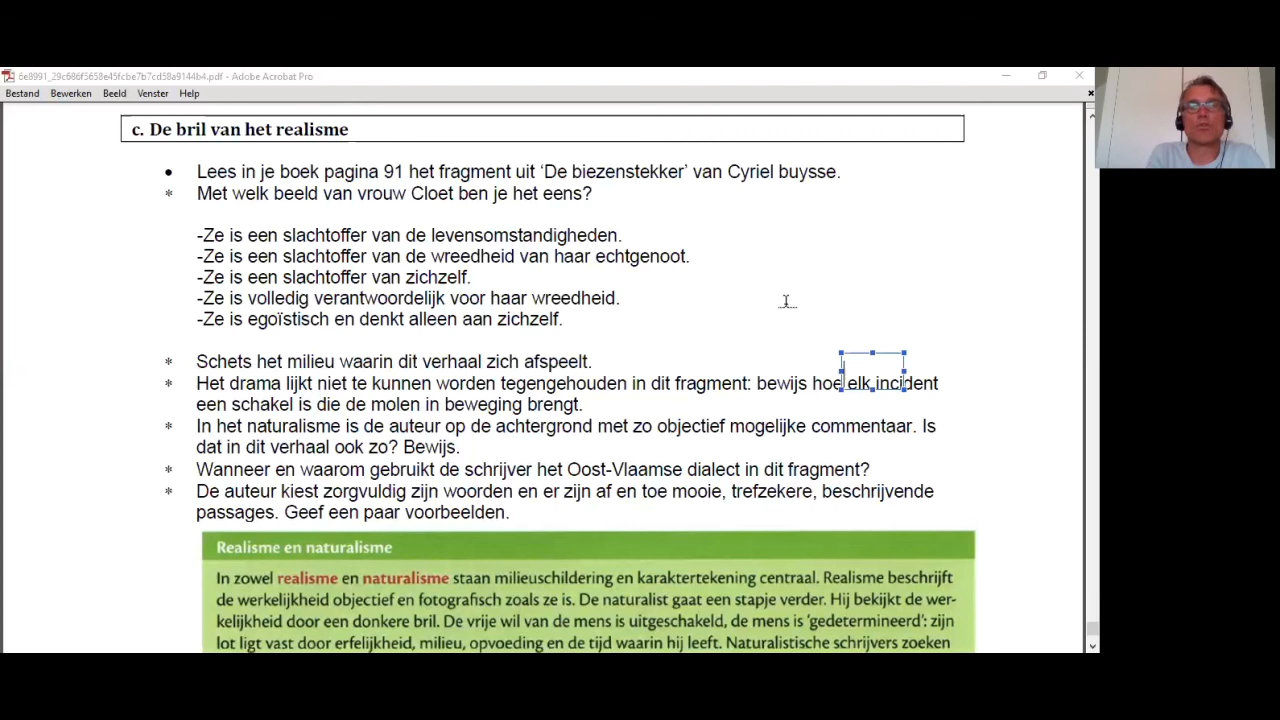 6e8991_29c686f5658e45fcbe7b7cd58a9144b4.pdf - Adobe Acrobat Pro
Bestand Bewerken Beeld Venster Help
c. De bril van het realisme
• Lees in je boek pagina 91 het fragment uit ‘De biezenstekker’ van Cyriel buysse.
* Met welk beeld van vrouw Cloet ben je het eens?
-Ze is een slachtoffer van de levensomstandigheden.
-Ze is een slachtoffer van de wreedheid van haar echtgenoot.
-Ze is een slachtoffer van zichzelf.
-Ze is volledig verantwoordelijk voor haar wreedheid.
-Ze is egoïstisch en denkt alleen aan zichzelf.
* Schets het milieu waarin dit verhaal zich afspeelt.
* Het drama lijkt niet te kunnen worden tegengehouden in dit fragment: bewijs hoe elk incident
een schakel is die de molen in beweging brengt.
* In het naturalisme is de auteur op de achtergrond met zo objectief mogelijke commentaar. Is
dat in dit verhaal ook zo? Bewijs.
* Wanneer en waarom gebruikt de schrijver het Oost-Vlaamse dialect in dit fragment?
* De auteur kiest zorgvuldig zijn woorden en er zijn af en toe mooie, trefzekere, beschrijvende
passages. Geef een paar voorbeelden.
Realisme en naturalisme
In zowel realisme en naturalisme staan milieuschildering en karaktertekening centraal. Realisme beschrijft
de werkelijkheid objectief en fotografisch zoals ze is. De naturalist gaat een stapje verder. Hij bekijkt de wer-
kelijkheid door een donkere bril. De vrije wil van de mens is uitgeschakeld, de mens is ‘gedetermineerd’: zijn
lot ligt vast door erfelijkheid, milieu, opvoeding en de tijd waarin hij leeft. Naturalistische schrijvers zoeken